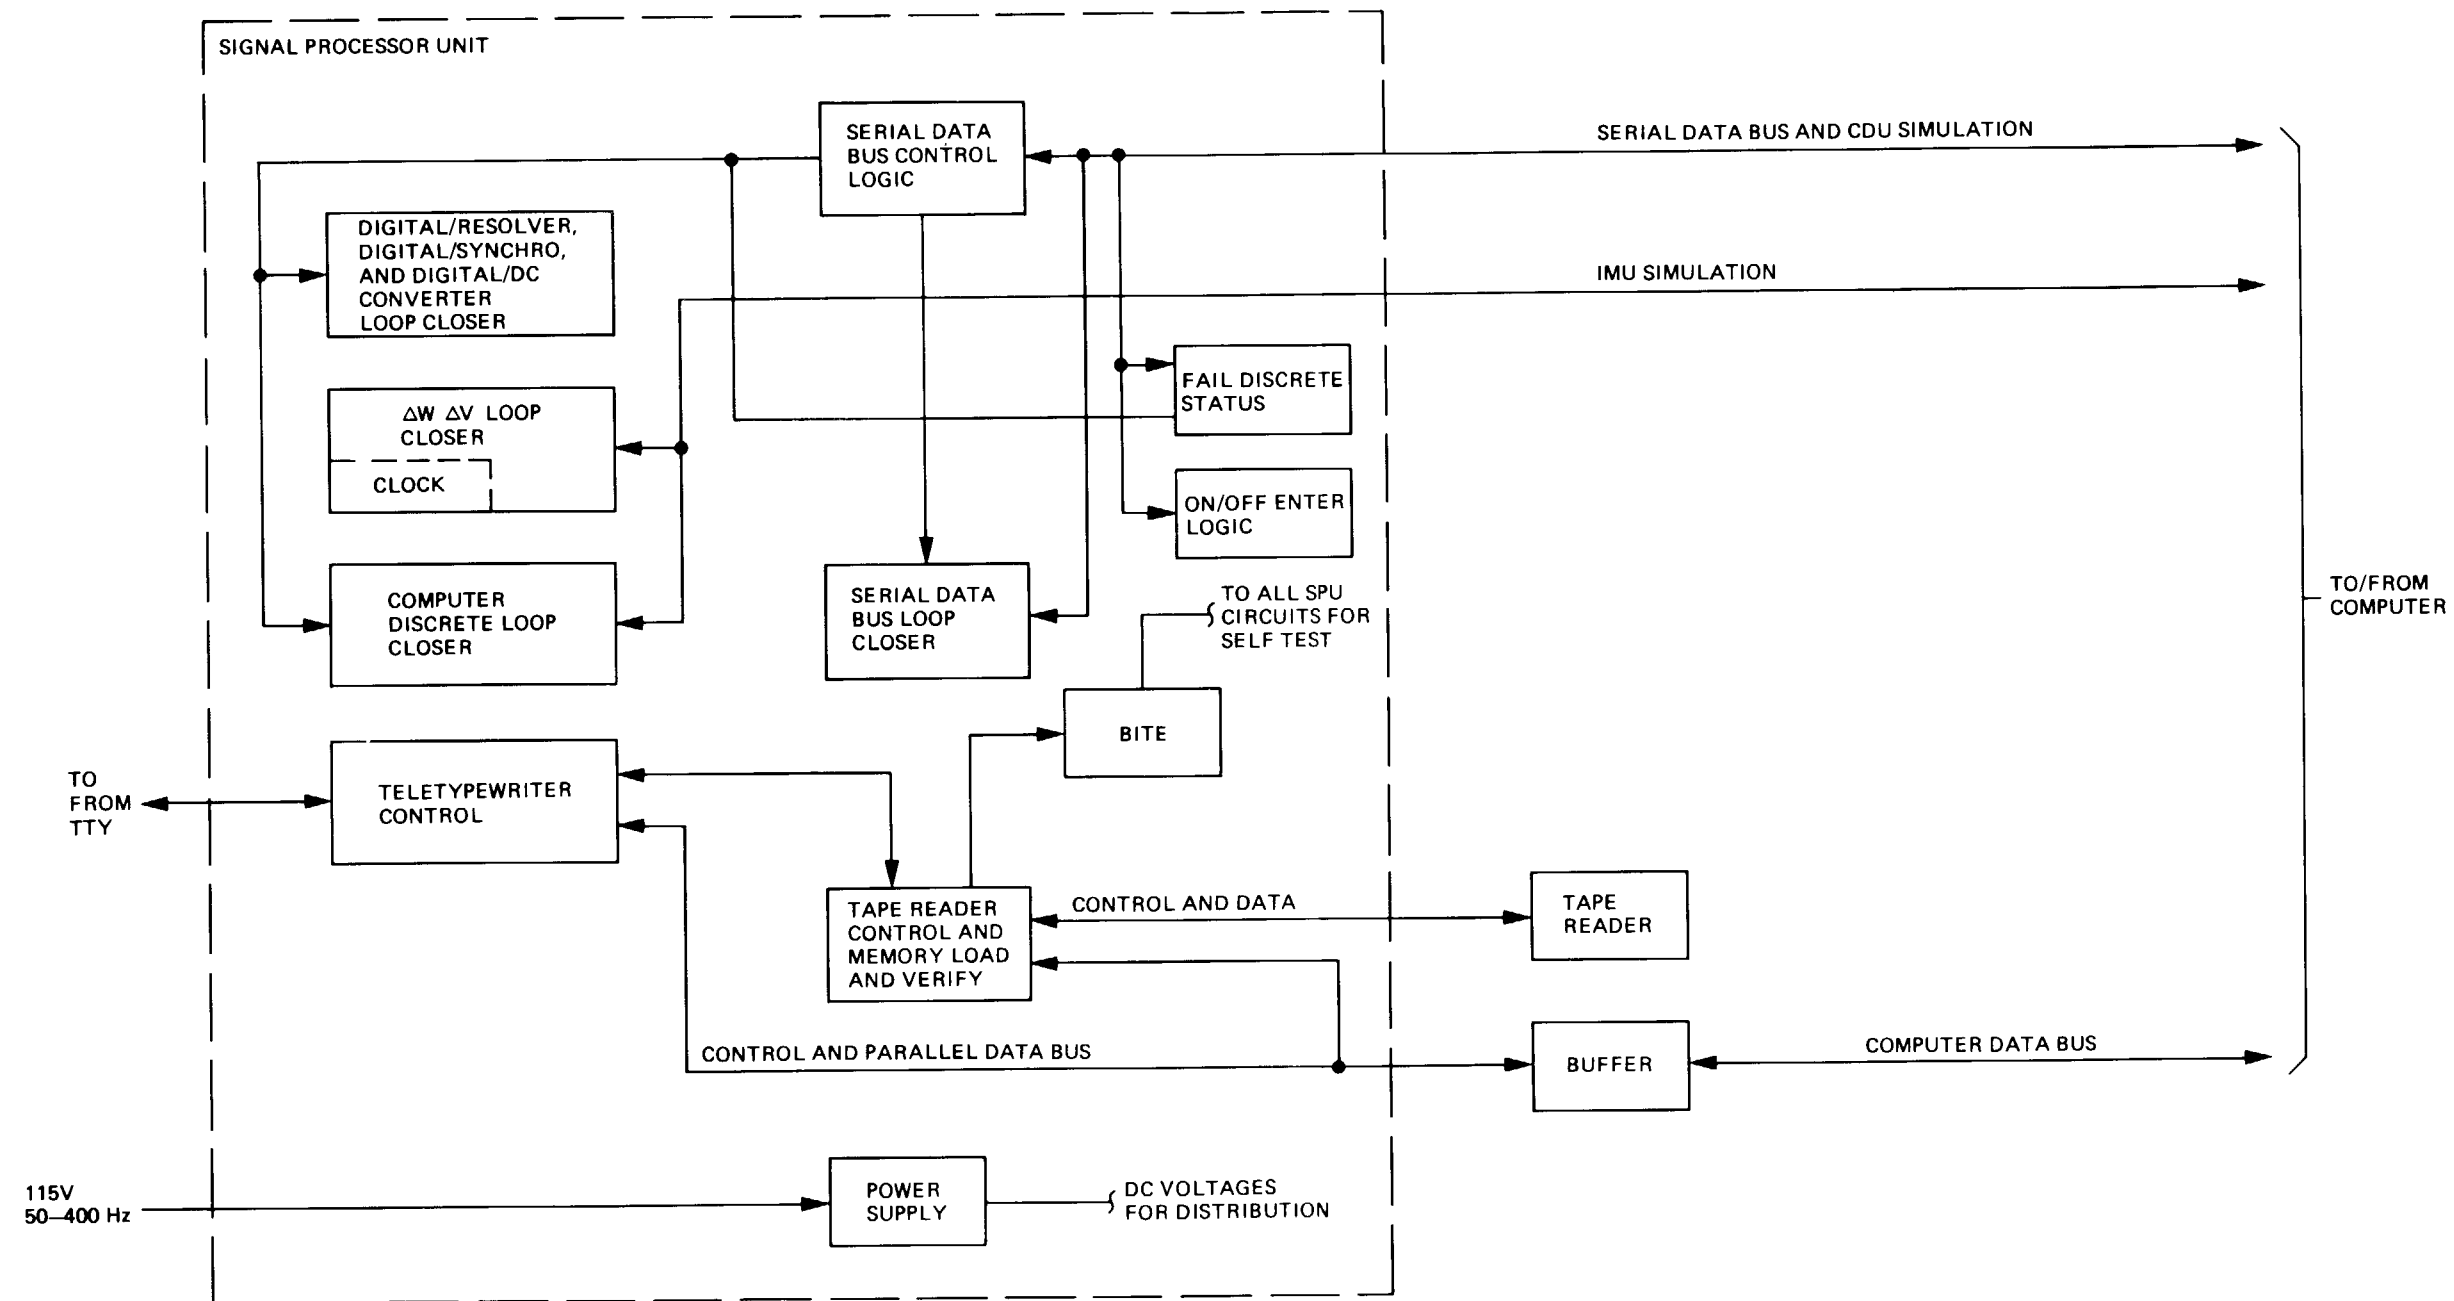 SIGNAL PROCESSOR UNIT
SERIAL DATA
BUS CONTROL
LOGIC
SERIAL DATA BUS AND CDU SIMULATION
DIGITAL/RESOLVER,
DIGITAL/SYNCHRO,
AND DIGITAL/DC
CONVERTER
LOOP CLOSER
IMU SIMULATION
FAIL DISCRETE
STATUS
ΔW ΔV LOOP
CLOSER
CLOCK
ON/OFF ENTER
LOGIC
COMPUTER
DISCRETE LOOP
CLOSER
SERIAL DATA
BUS LOOP
CLOSER
TO ALL SPU
CIRCUITS FOR
SELF TEST
TO/FROM
COMPUTER
BITE
TO
FROM
TTY
TELETYPEWRITER
CONTROL
TAPE READER
CONTROL AND
MEMORY LOAD
AND VERIFY
CONTROL AND DATA
TAPE
READER
CONTROL AND PARALLEL DATA BUS
BUFFER
COMPUTER DATA BUS
115V
50–400 Hz
POWER
SUPPLY
DC VOLTAGES
FOR DISTRIBUTION